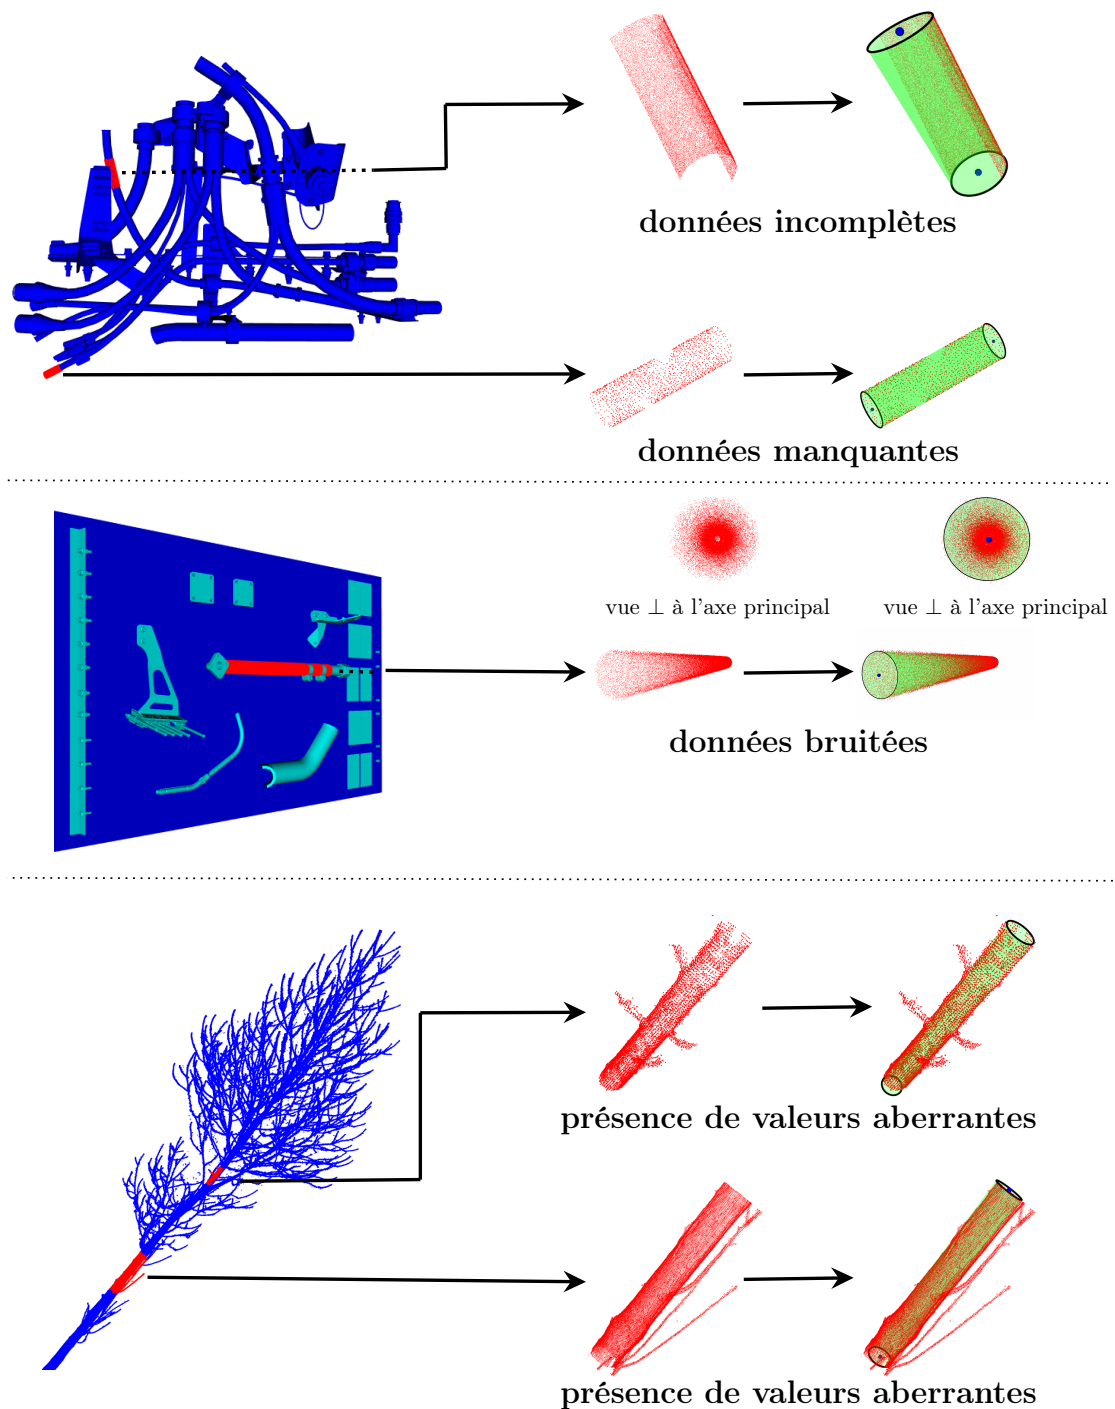 données incomplètes
données manquantes
vue ⊥ à l'axe principal
vue ⊥ à l'axe principal
données bruitées
présence de valeurs aberrantes
présence de valeurs aberrantes